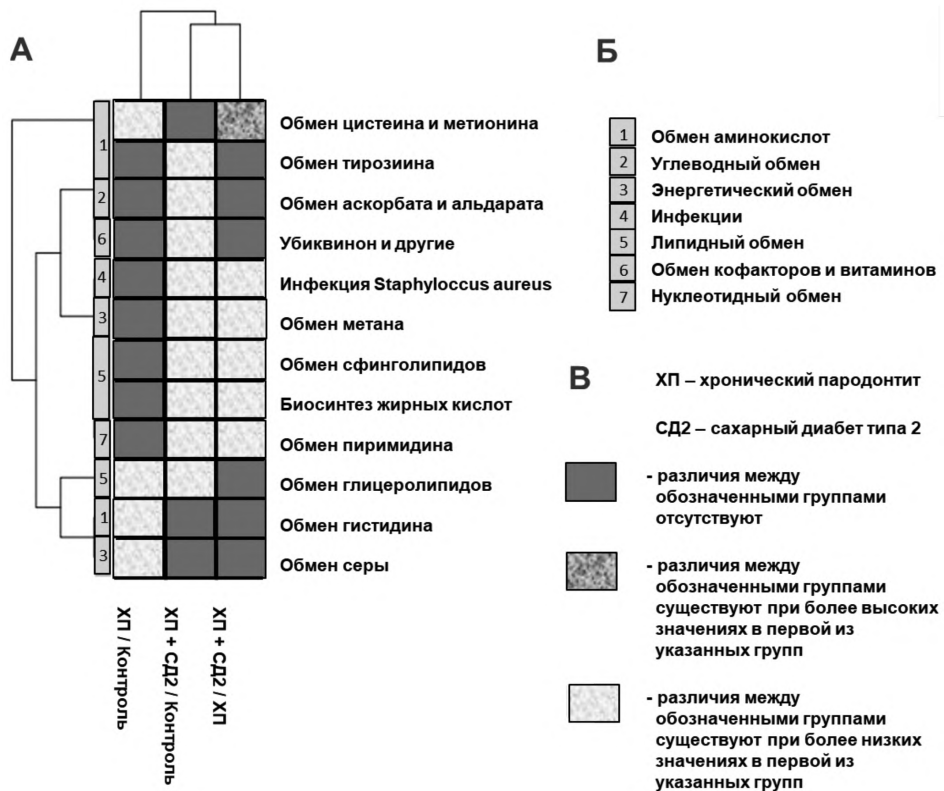 А
1
2
6
4
3
5
7
5
1
3
Обмен цистеина и метионина
Обмен тирозиина
Обмен аскорбата и альдарата
Убиквинон и другие
Инфекция Staphyloccus aureus
Обмен метана
Обмен сфинголипидов
Биосинтез жирных кислот
Обмен пиримидина
Обмен глицеролипидов
Обмен гистидина
Обмен серы
ХП / Контроль
ХП + СД2 / Контроль
ХП + СД2 / ХП
Б
1 Обмен аминокислот
2 Углеводный обмен
3 Энергетический обмен
4 Инфекции
5 Липидный обмен
6 Обмен кофакторов и витаминов
7 Нуклеотидный обмен
В
ХП – хронический пародонтит
СД2 – сахарный диабет типа 2
- различия между
обозначенными группами
отсутствуют
- различия между
обозначенными группами
существуют при более высоких
значениях в первой из
указанных групп
- различия между
обозначенными группами
существуют при более низких
значениях в первой из
указанных групп